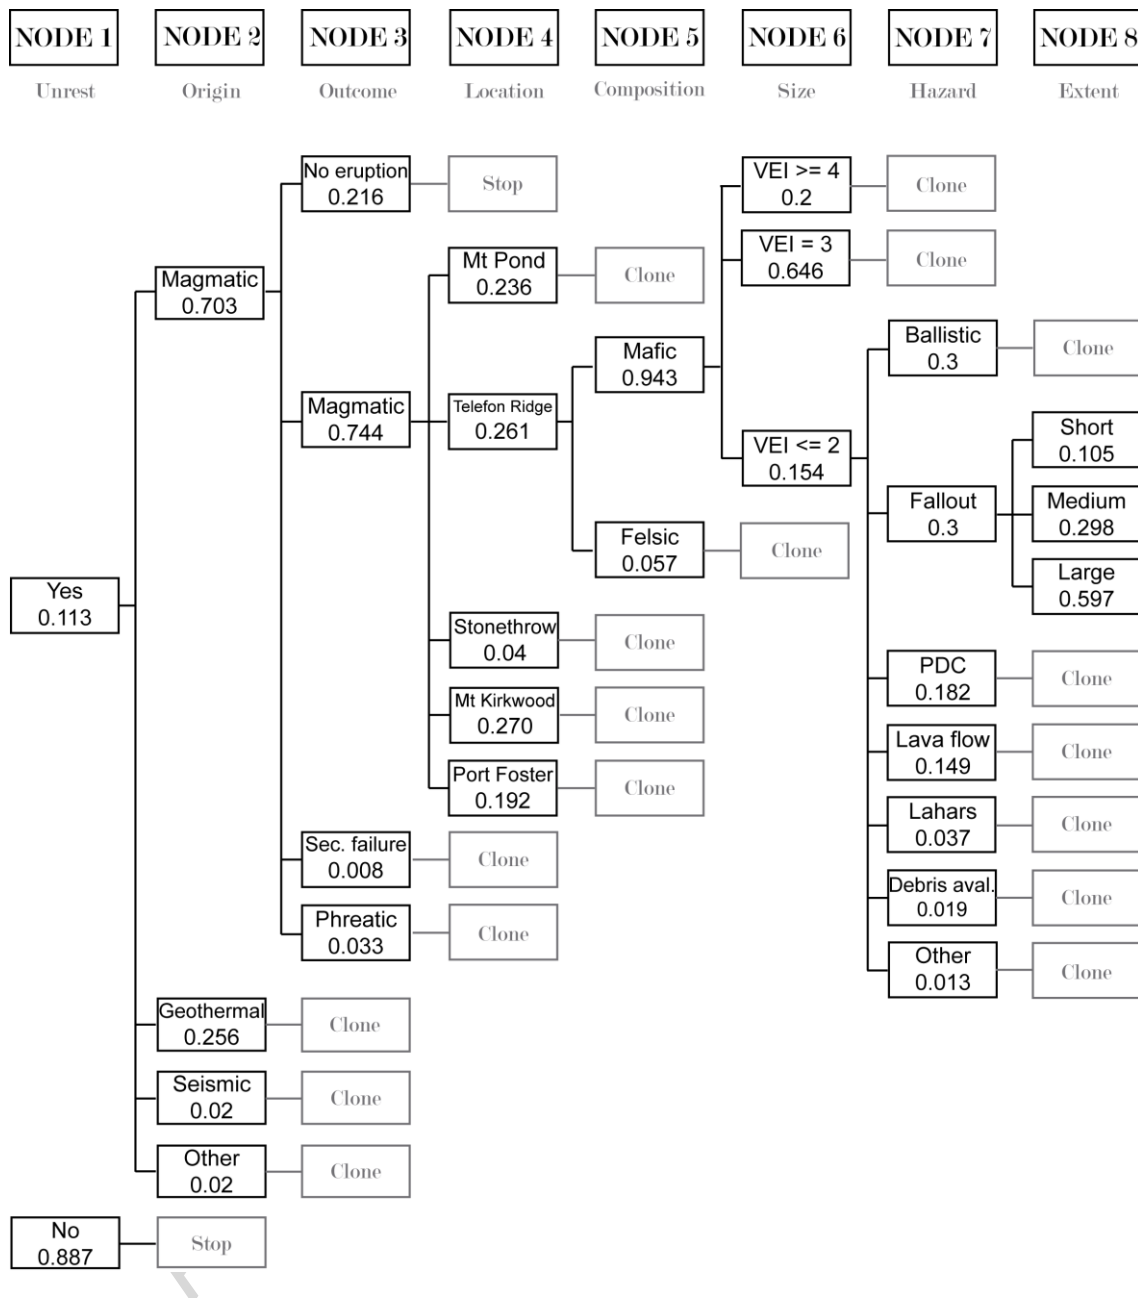 NODE 1
NODE 2
NODE 3
NODE 4
NODE 5
NODE 6
NODE 7
NODE 8
Unrest
Origin
Outcome
Location
Composition
Size
Hazard
Extent
No eruption
0.216
Stop
VEI >= 4
0.2
Clone
Mt Pond
0.236
Clone
VEI = 3
0.646
Clone
Magmatic
0.703
Ballistic
0.3
Clone
Mafic
0.943
Magmatic
0.744
Telefon Ridge
0.261
Short
0.105
VEI <= 2
0.154
Fallout
0.3
Medium
0.298
Felsic
0.057
Clone
Large
0.597
Yes
0.113
Stonethrow
0.04
Clone
PDC
0.182
Clone
Mt Kirkwood
0.270
Clone
Lava flow
0.149
Clone
Port Foster
0.192
Clone
Lahars
0.037
Clone
Sec. failure
0.008
Clone
Debris aval.
0.019
Clone
Phreatic
0.033
Clone
Other
0.013
Clone
Geothermal
0.256
Clone
Seismic
0.02
Clone
Other
0.02
Clone
No
0.887
Stop